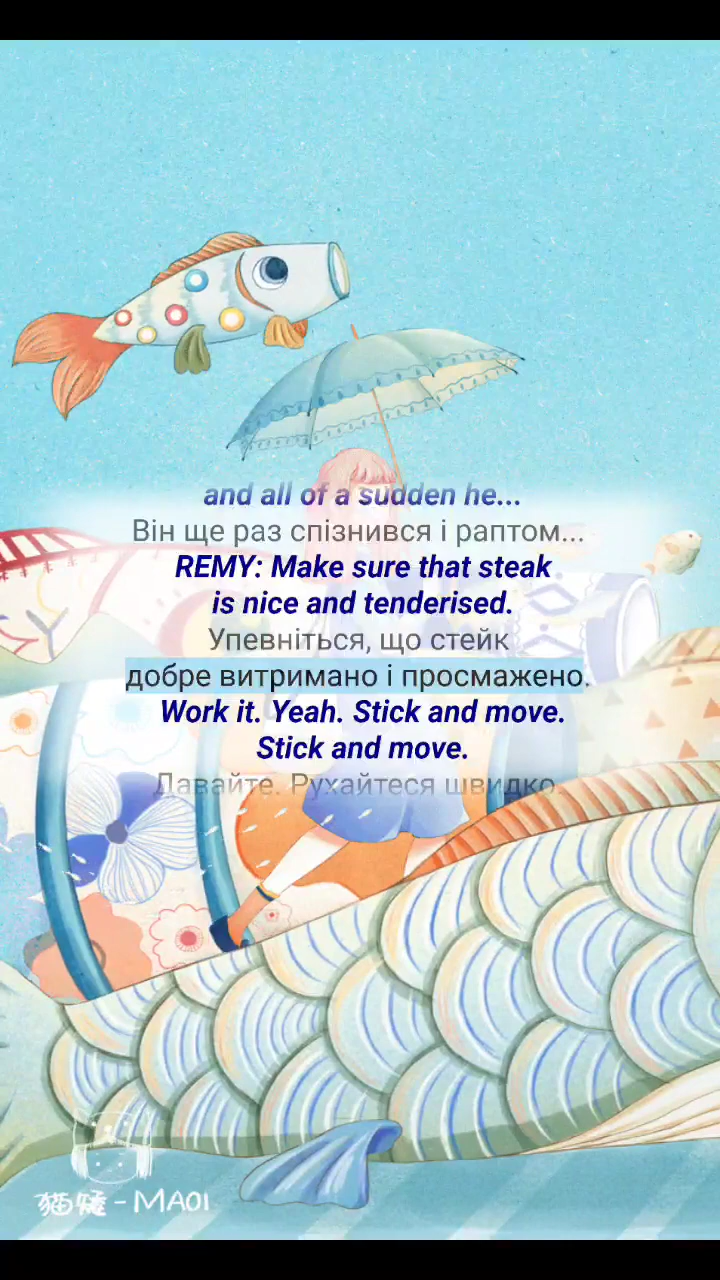 and all of a sudden he...
Він ще раз спізнився і раптом...
REMY: Make sure that steak
is nice and tenderised.
Упевніться, що стейк
добре витримано і просмажено.
Work it. Yeah. Stick and move.
Stick and move.
Давайте. Рухайтеся швидко.
猫矮-MAOI